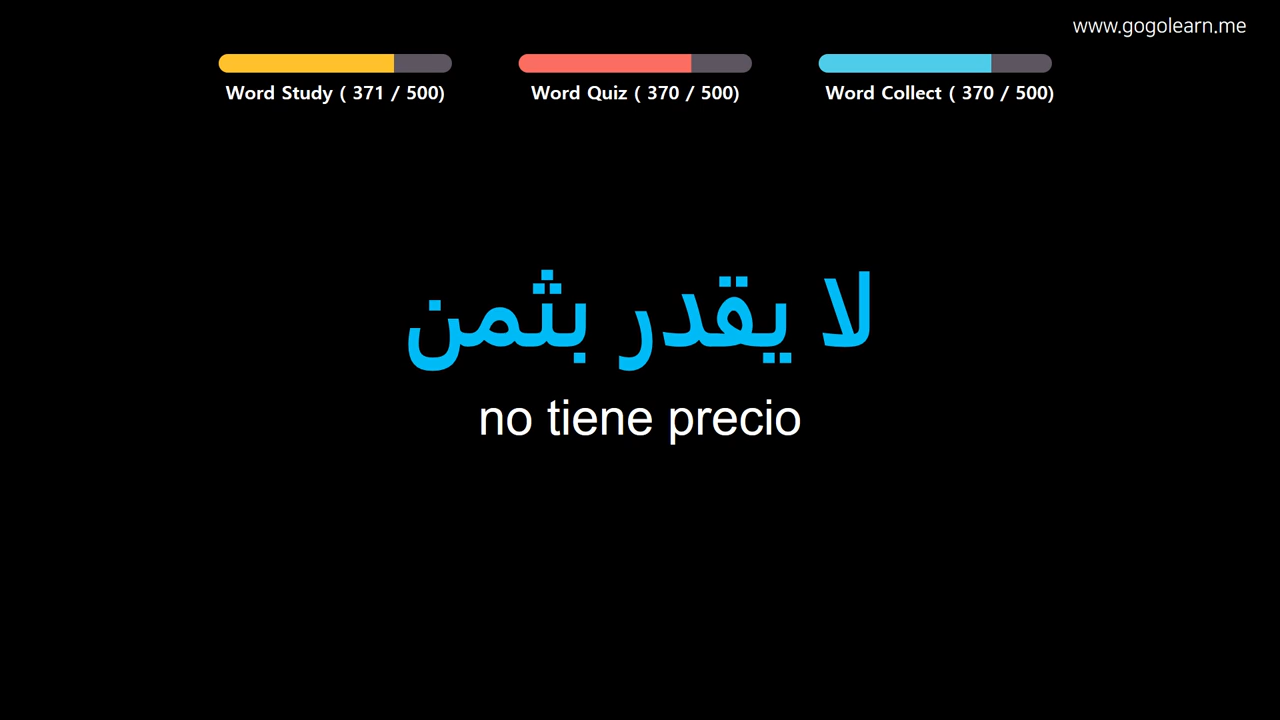 www.gogolearn.me
Word Study ( 371 / 500)
Word Quiz ( 370 / 500)
Word Collect ( 370 / 500)
لا يقدر بثمن
no tiene precio